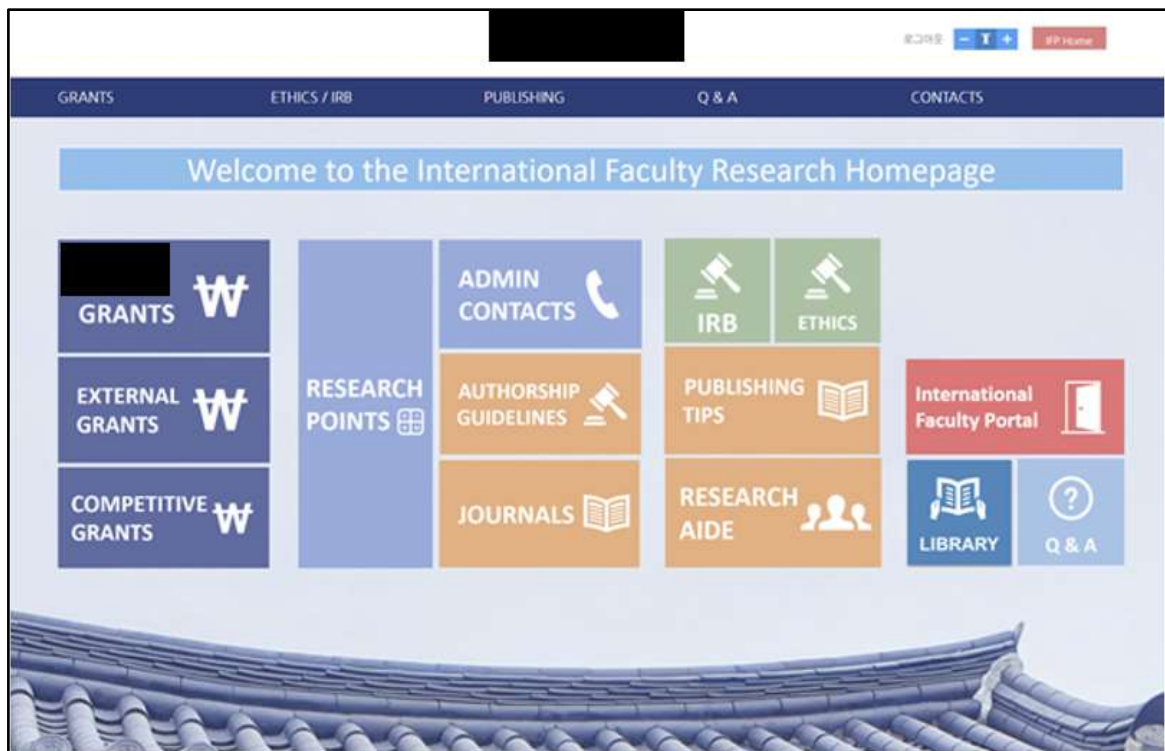 로그아웃
T
IFP Home
GRANTS
ETHICS / IRB
PUBLISHING
Q & A
CONTACTS
Welcome to the International Faculty Research Homepage
GRANTS
EXTERNAL
GRANTS
COMPETITIVE
GRANTS
RESEARCH
POINTS
ADMIN
CONTACTS
AUTHORSHIP
GUIDELINES
JOURNALS
IRB
ETHICS
PUBLISHING
TIPS
RESEARCH
AIDE
International
Faculty Portal
LIBRARY
Q & A